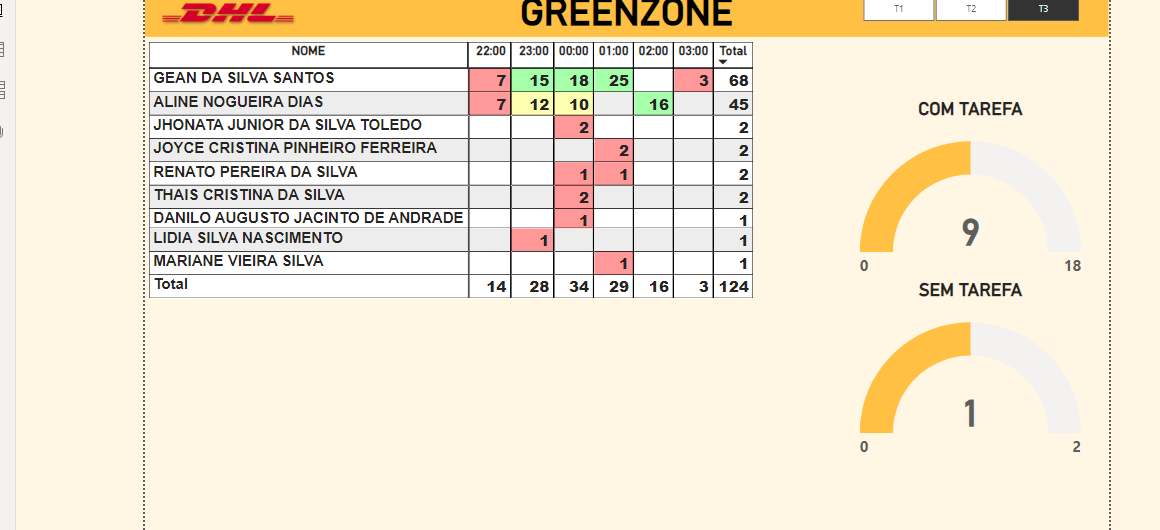 DHL
GREENZONE
T1 T2 T3
NOME 22:00 23:00 00:00 01:00 02:00 03:00 Total
GEAN DA SILVA SANTOS 7 15 18 25 3 68
ALINE NOGUEIRA DIAS 7 12 10 16 45
JHONATA JUNIOR DA SILVA TOLEDO 2 2
JOYCE CRISTINA PINHEIRO FERREIRA 2 2
RENATO PEREIRA DA SILVA 1 1 2
THAIS CRISTINA DA SILVA 2 2
DANILO AUGUSTO JACINTO DE ANDRADE 1 1
LIDIA SILVA NASCIMENTO 1 1
MARIANE VIEIRA SILVA 1 1
Total 14 28 34 29 16 3 124
COM TAREFA
9
0 18
SEM TAREFA
1
0 2